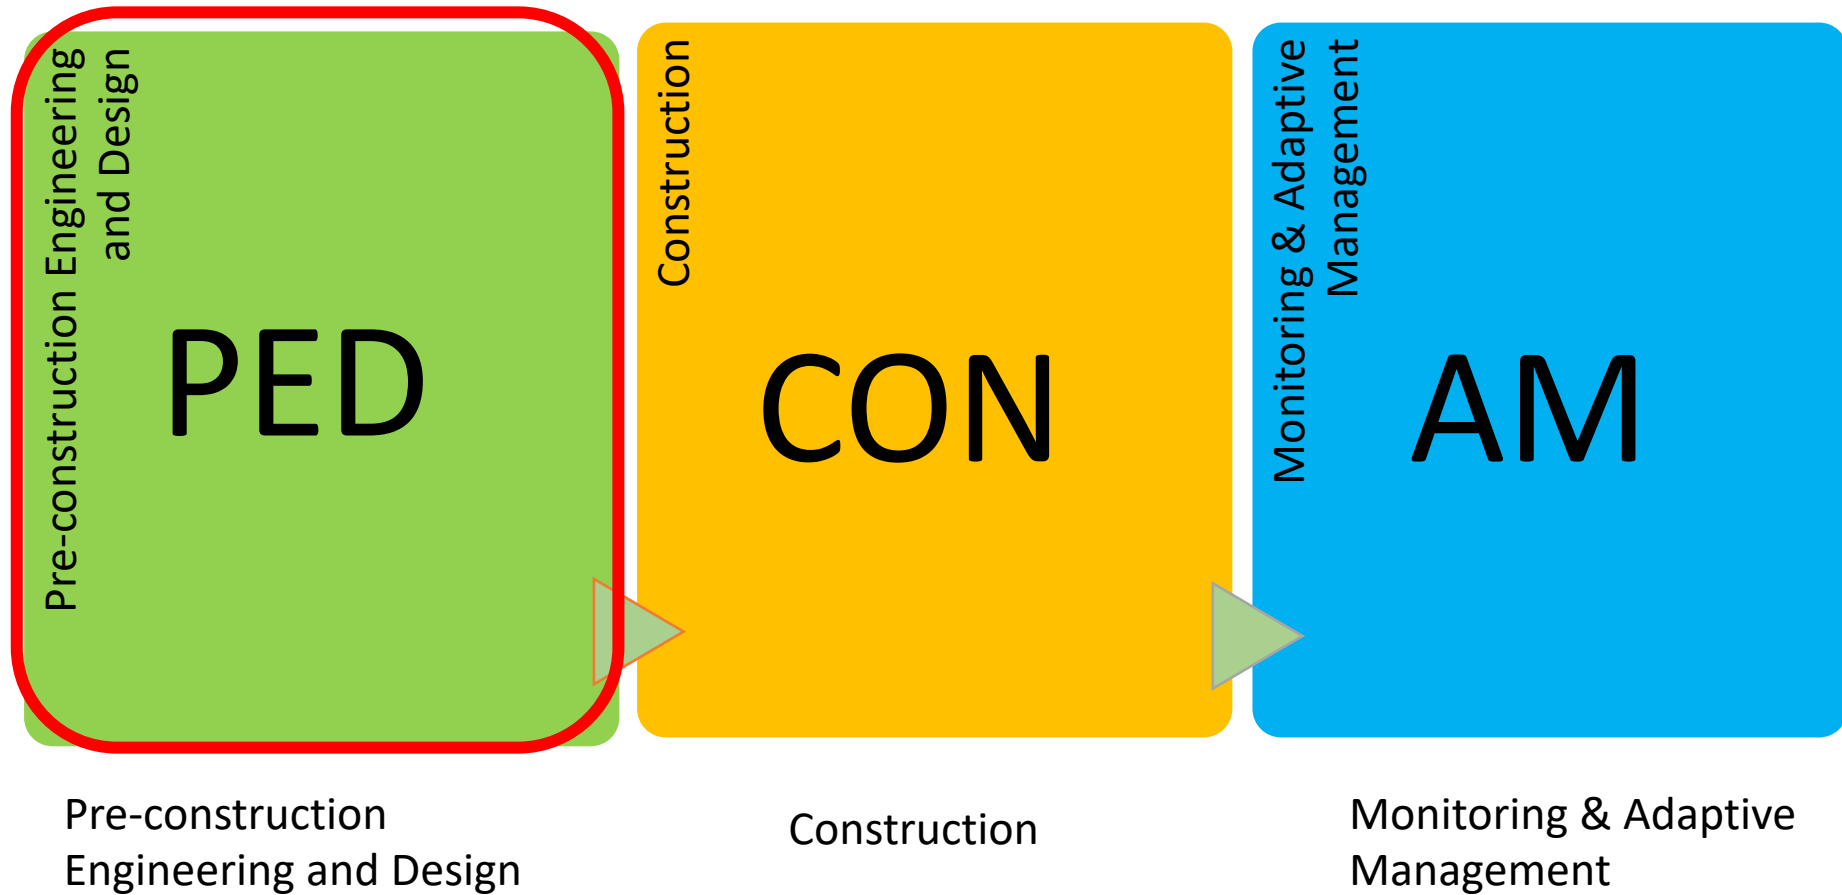 Pre-construction Engineering
and Design
PED
Construction
CON
Monitoring & Adaptive
Management
AM
Pre-construction
Engineering and Design
Construction
Monitoring & Adaptive
Management